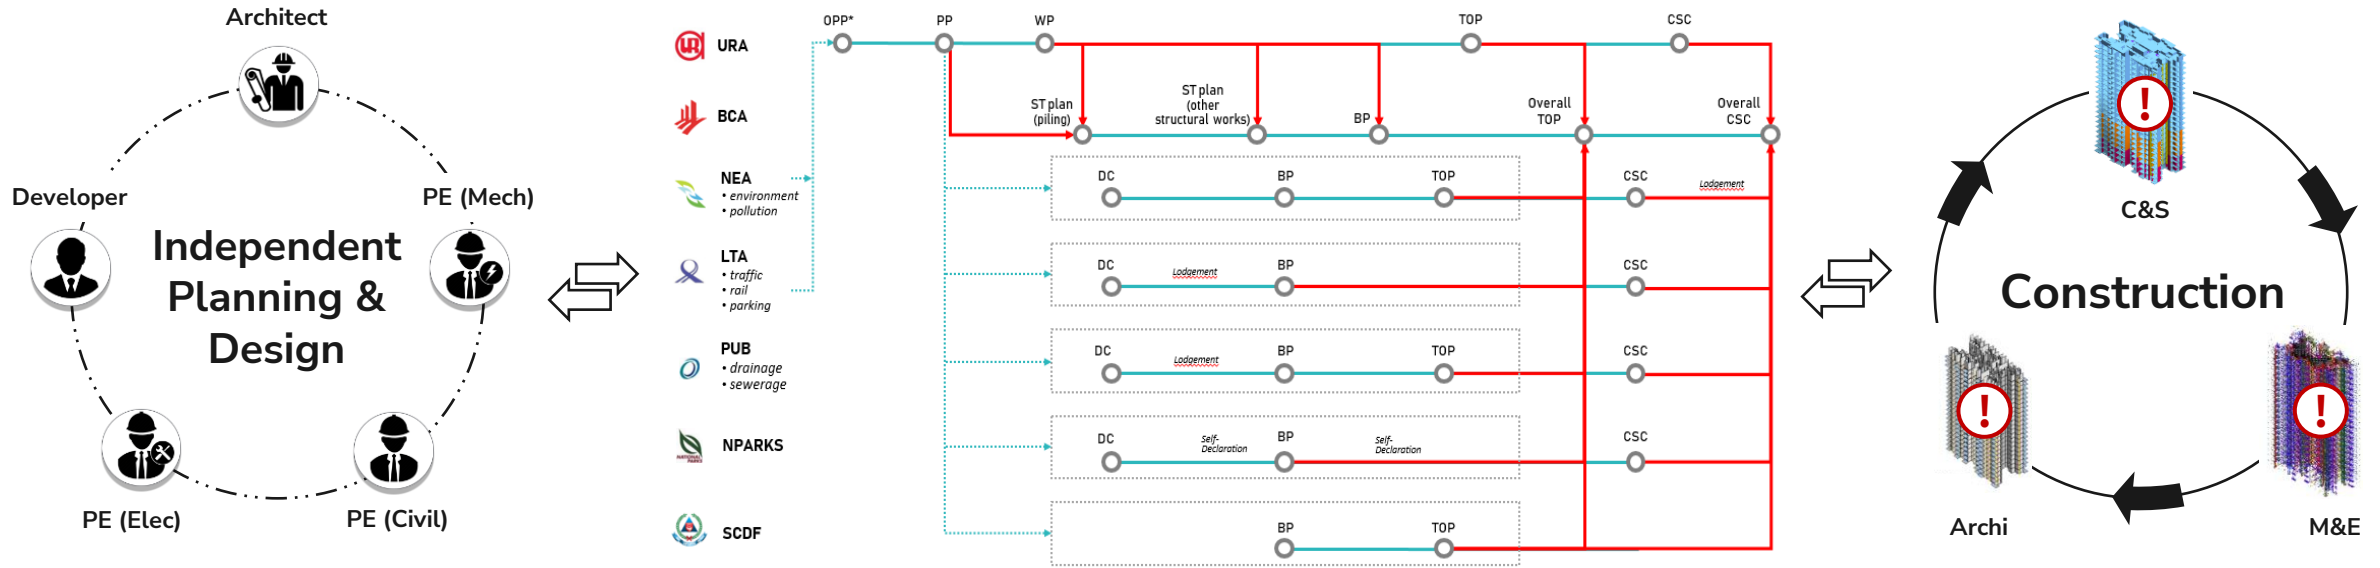 Architect
Developer
PE (Mech)
Independent
Planning &
Design
PE (Elec)
PE (Civil)
URA
BCA
NEA
• environment
• pollution
LTA
• traffic
• rail
• parking
PUB
• drainage
• sewerage
NPARKS
NATIONAL PARKS
SCDF
OPP*
PP
WP
TOP
CSC
ST plan
(piling)
ST plan
(other
structural works)
BP
Overall
TOP
Overall
CSC
DC
BP
TOP
CSC
Lodgement
DC
Lodgement
BP
CSC
DC
Lodgement
BP
TOP
CSC
DC
Self-
Declaration
BP
Self-
Declaration
CSC
BP
TOP
!
C&S
Construction
!
Archi
!
M&E